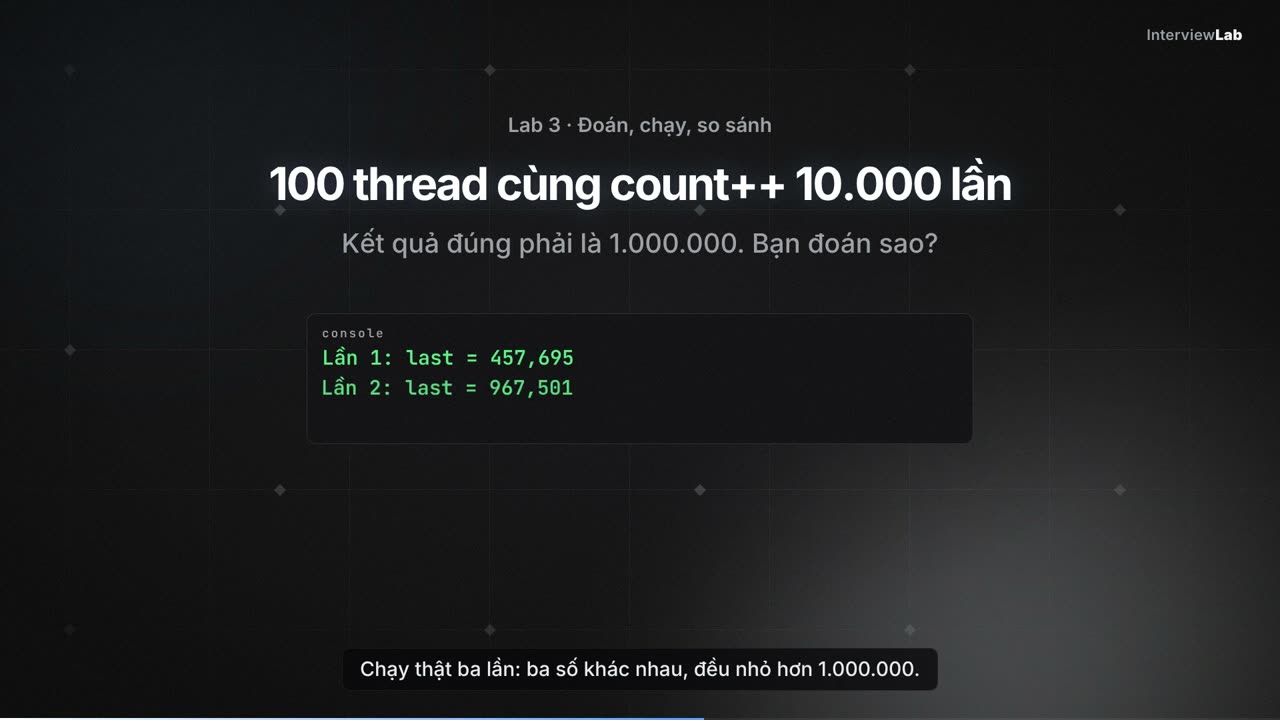 InterviewLab
Lab 3 · Đoán, chạy, so sánh
100 thread cùng count++ 10.000 lần
Kết quả đúng phải là 1.000.000. Bạn đoán sao?
console
Lần 1: last = 457,695
Lần 2: last = 967,501
Chạy thật ba lần: ba số khác nhau, đều nhỏ hơn 1.000.000.